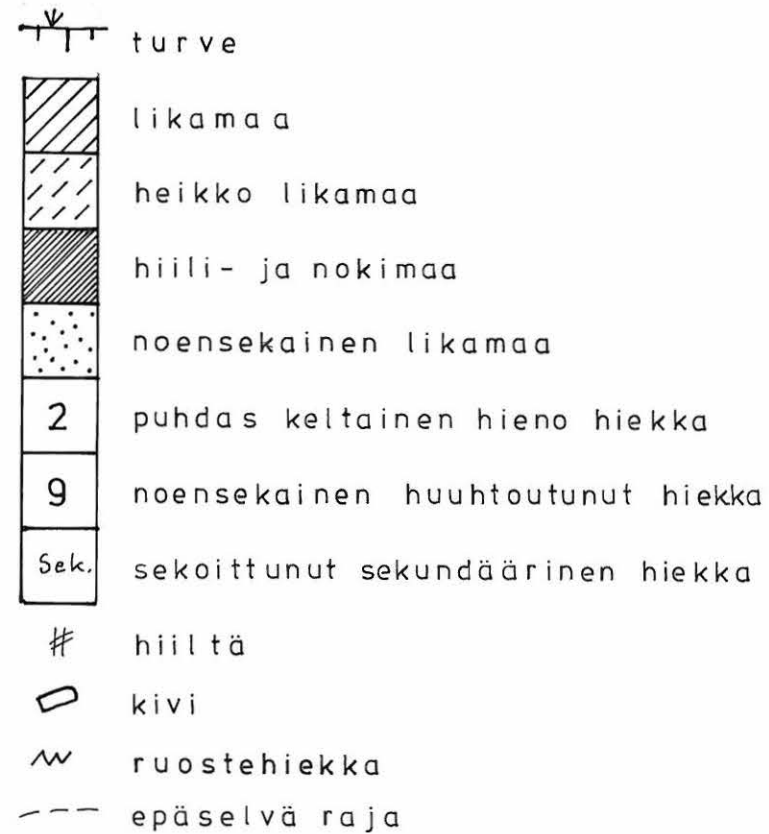 turve
likamaa
heikko likamaa
hiili- ja nokimaa
noensekainen likamaa
2 puhdas keltainen hieno hiekka
9 noensekainen huuhtoutunut hiekka
Sek. sekoittunut sekundäärinen hiekka
hiiltä
kivi
ruostehiekka
epäselvä raja